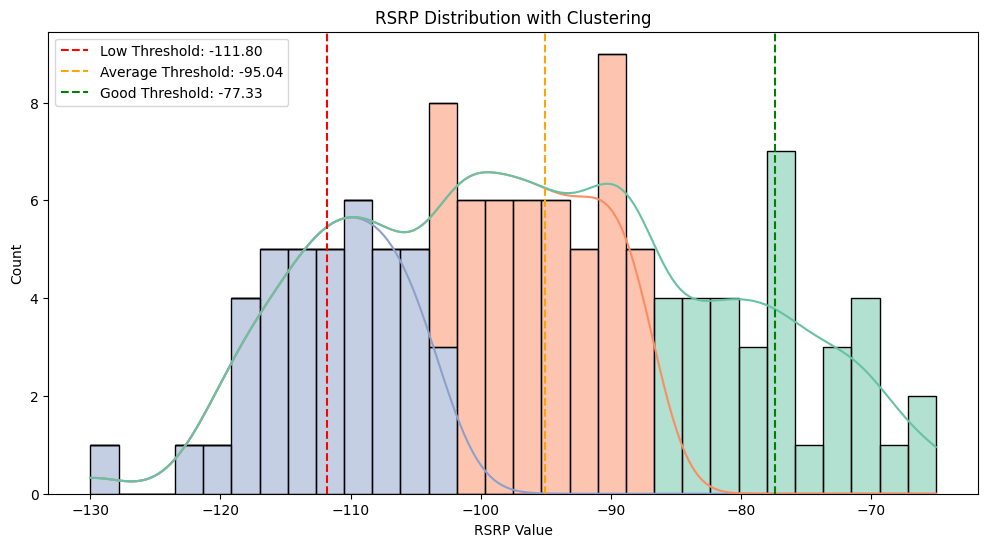 RSRP Distribution with Clustering
Low Threshold: -111.80
Average Threshold: -95.04
Good Threshold: -77.33
8
6
4
2
0
Count
−130
−120
−110
−100
−90
−80
−70
RSRP Value